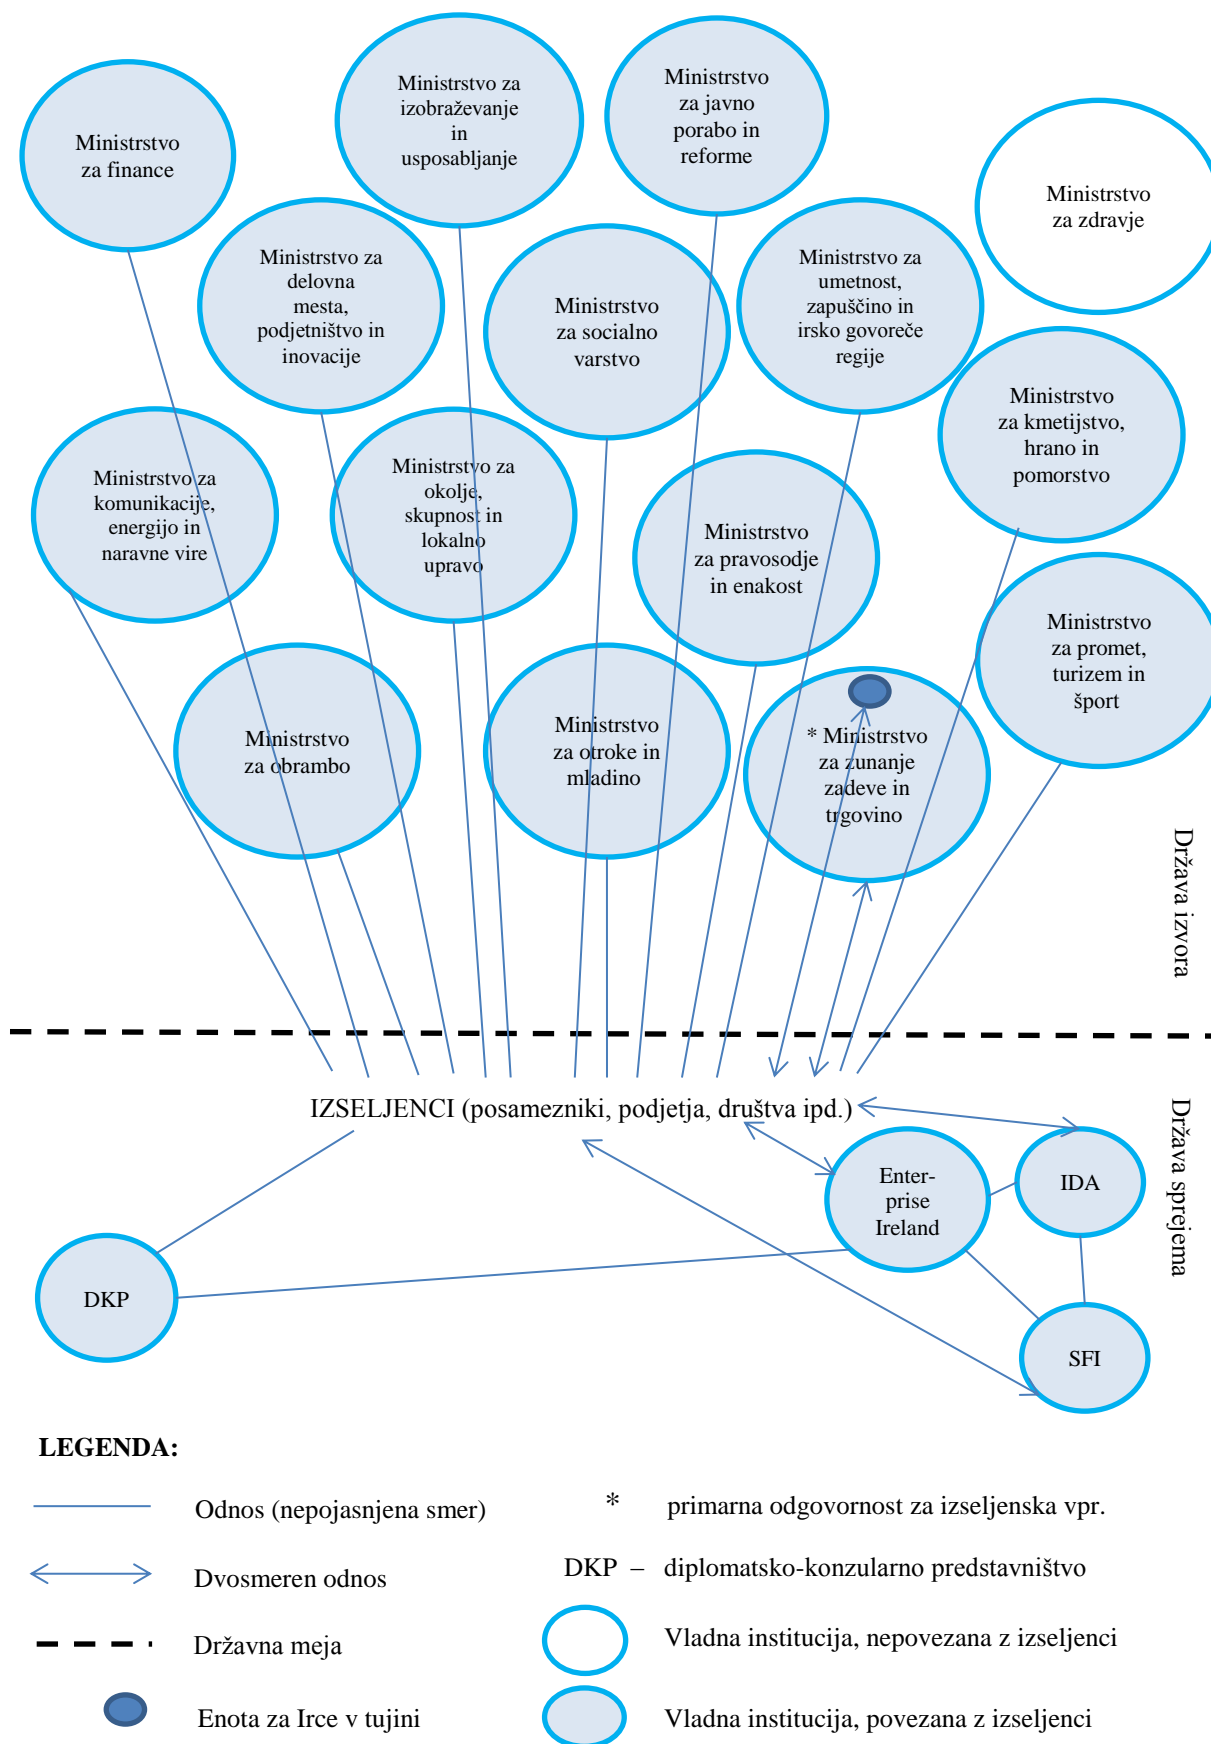 Ministrstvo
za finance
Ministrstvo za
izobraževanje
in
usposabljanje
Ministrstvo
za javno
porabo in
reforme
Ministrstvo
za zdravje
Ministrstvo za
delovna
mesta,
podjetništvo in
inovacije
Ministrstvo
za socialno
varstvo
Ministrstvo za
umetnost,
zapuščino in
irsko govoreče
regije
Ministrstvo
za kmetijstvo,
hrano in
pomorstvo
Ministrstvo za
komunikacije,
energijo in
naravne vire
Ministrstvo za
okolje,
skupnost in
lokalno
upravo
Ministrstvo
za pravosodje
in enakost
Ministrstvo
za promet,
turizem in
šport
Ministrstvo
za obrambo
Ministrstvo
za otroke in
mladino
* Ministrstvo
za zunanje
zadeve in
trgovino
Država izvora
IZSELJENCI (posamezniki, podjetja, društva ipd.)
Država sprejema
Enter-
prise
Ireland
IDA
DKP
SFI
LEGENDA:
Odnos (nepojasnjena smer)
* primarna odgovornost za izseljenska vpr.
Dvosmeren odnos
DKP – diplomatsko-konzularno predstavništvo
Državna meja
Vladna institucija, nepovezana z izseljenci
Enota za Irce v tujini
Vladna institucija, povezana z izseljenci